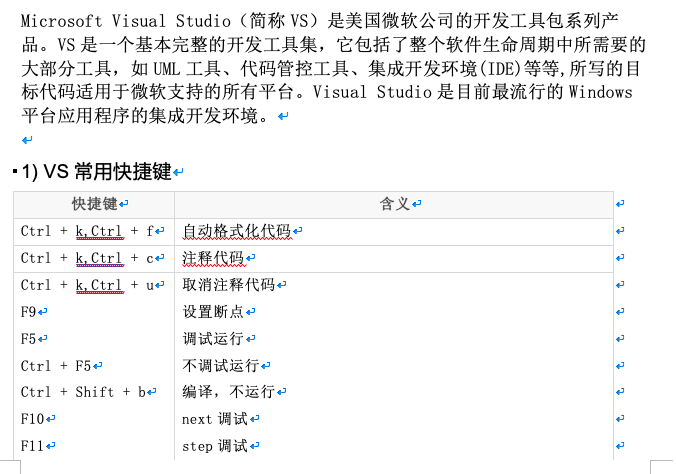 Microsoft Visual Studio（简称 VS）是美国微软公司的开发工具包系列产
品。VS 是一个基本完整的开发工具集，它包括了整个软件生命周期中所需要的
大部分工具，如 UML 工具、代码管控工具、集成开发环境(IDE)等等,所写的目
标代码适用于微软支持的所有平台。Visual Studio 是目前最流行的 Windows
平台应用程序的集成开发环境。
1) VS 常用快捷键
快捷键 含义
Ctrl + k,Ctrl + f 自动格式化代码
Ctrl + k,Ctrl + c 注释代码
Ctrl + k,Ctrl + u 取消注释代码
F9 设置断点
F5 调试运行
Ctrl + F5 不调试运行
Ctrl + Shift + b 编译，不运行
F10 next 调试
F11 step 调试